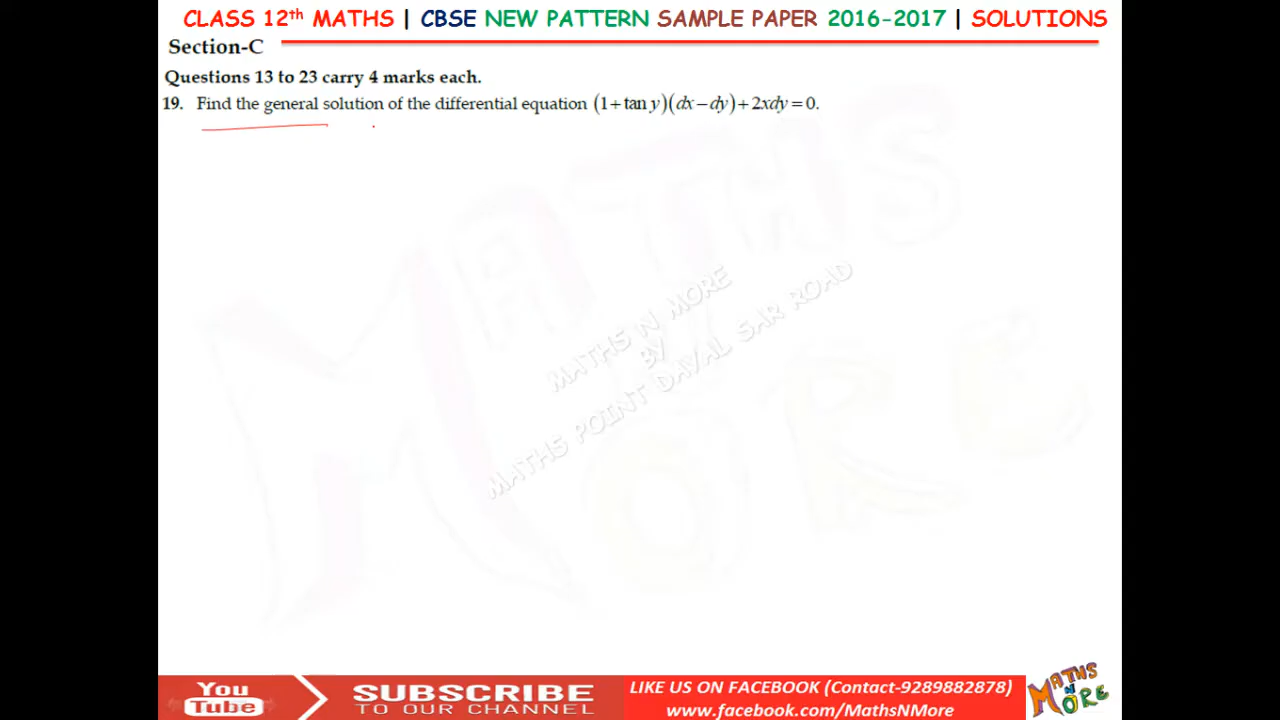 CLASS 12th MATHS | CBSE NEW PATTERN SAMPLE PAPER 2016-2017 | SOLUTIONS
Section-C
Questions 13 to 23 carry 4 marks each.
19. Find the general solution of the differential equation (1+tan y)(dx−dy)+2xdy=0.
MATHS N MORE
BY
MATHS POINT DAYAL SAR ROAD
You Tube
SUBSCRIBE
TO OUR CHANNEL
LIKE US ON FACEBOOK (Contact-9289882878)
www.facebook.com/MathsNMore
MATHS
N
MORE